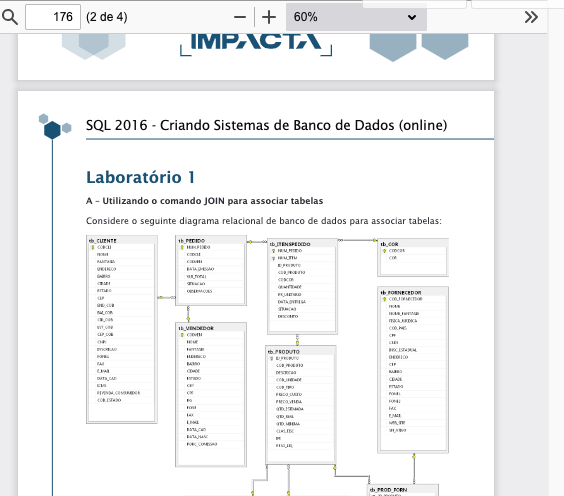 176 (2 de 4) 60%
IMPACTA
SQL 2016 - Criando Sistemas de Banco de Dados (online)
Laboratório 1
A – Utilizando o comando JOIN para associar tabelas
Considere o seguinte diagrama relacional de banco de dados para associar tabelas:
tb_CLIENTE
CODCLI
NOME
FANTASIA
ENDERECO
BAIRRO
CIDADE
ESTADO
CEP
END_COB
BAI_COB
CID_COB
EST_COB
CEP_COB
CNPJ
FONE1
FAX
E_MAIL
DATA_CAD
ICMS
COD_ESTADO
tb_PEDIDO
NUM_PEDIDO
CODCLI
CODVEN
DATA_EMISSAO
VLR_TOTAL
SITUACAO
OBSERVACOES
tb_VENDEDOR
CODVEN
NOME
FANTASIA
ENDERECO
BAIRRO
CIDADE
ESTADO
CEP
CPF
FAX
E_MAIL
DATA_CAD
DATA_NASC
PORC_COMISSAO
tb_ITENSPEDIDO
NUM_PEDIDO
NUM_ITEM
ID_PRODUTO
COD_PRODUTO
CODCOR
QUANTIDADE
PR_UNITARIO
DATA_ENTREGA
SITUACAO
DESCONTO
tb_PRODUTO
ID_PRODUTO
COD_PRODUTO
DESCRICAO
COD_UNIDADE
COD_TIPO
PRECO_CUSTO
PRECO_VENDA
QTD_ESTIMADA
QTD_REAL
QTD_MINIMA
CLAS_FISC
IPI
PESO_LIQ
tb_COR
CODCOR
COR
tb_FORNECEDOR
COD_FORNECEDOR
NOME
NOME_FANTASIA
FISICA_JURIDICA
COD_PAIS
CPF
CNPJ
INSC_ESTADUAL
ENDERECO
CEP
BAIRRO
CIDADE
ESTADO
FONE1
FONE2
FAX
E_MAIL
WEB_SITE
tb_PROD_FORN